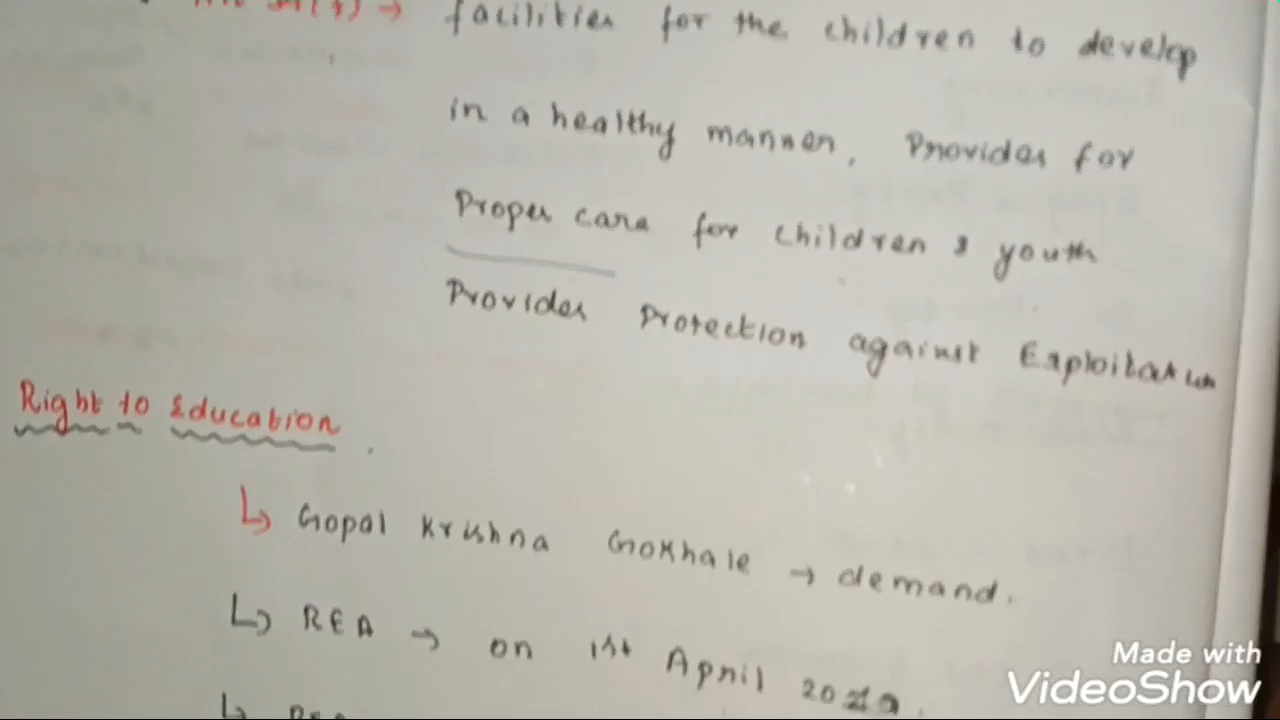 facilities for the children to develop
in a healthy manner, Provides for
Proper care for children & youth
Provides Protection against Exploitation
Right to Education
Gopal Krishna Gokhale → demand.
REA → on 1st April
Made with
VideoShow